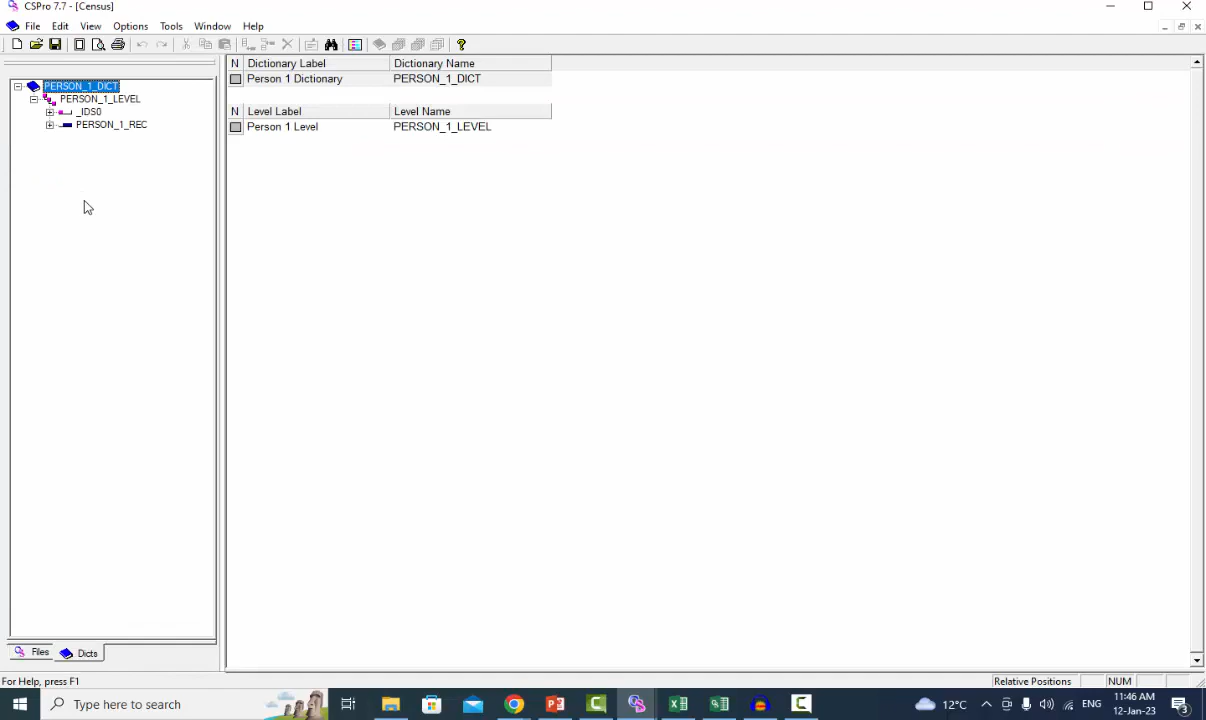 CSPro 7.7 - [Census]
File Edit View Options Tools Window Help
PERSON_1_DICT
PERSON_1_LEVEL
_IDS0
PERSON_1_REC
N Dictionary Label Dictionary Name
Person 1 Dictionary PERSON_1_DICT
N Level Label Level Name
Person 1 Level PERSON_1_LEVEL
Files Dicts
For Help, press F1
Relative Positions NUM
Type here to search
12°C
ENG
11:46 AM
12-Jan-23
3